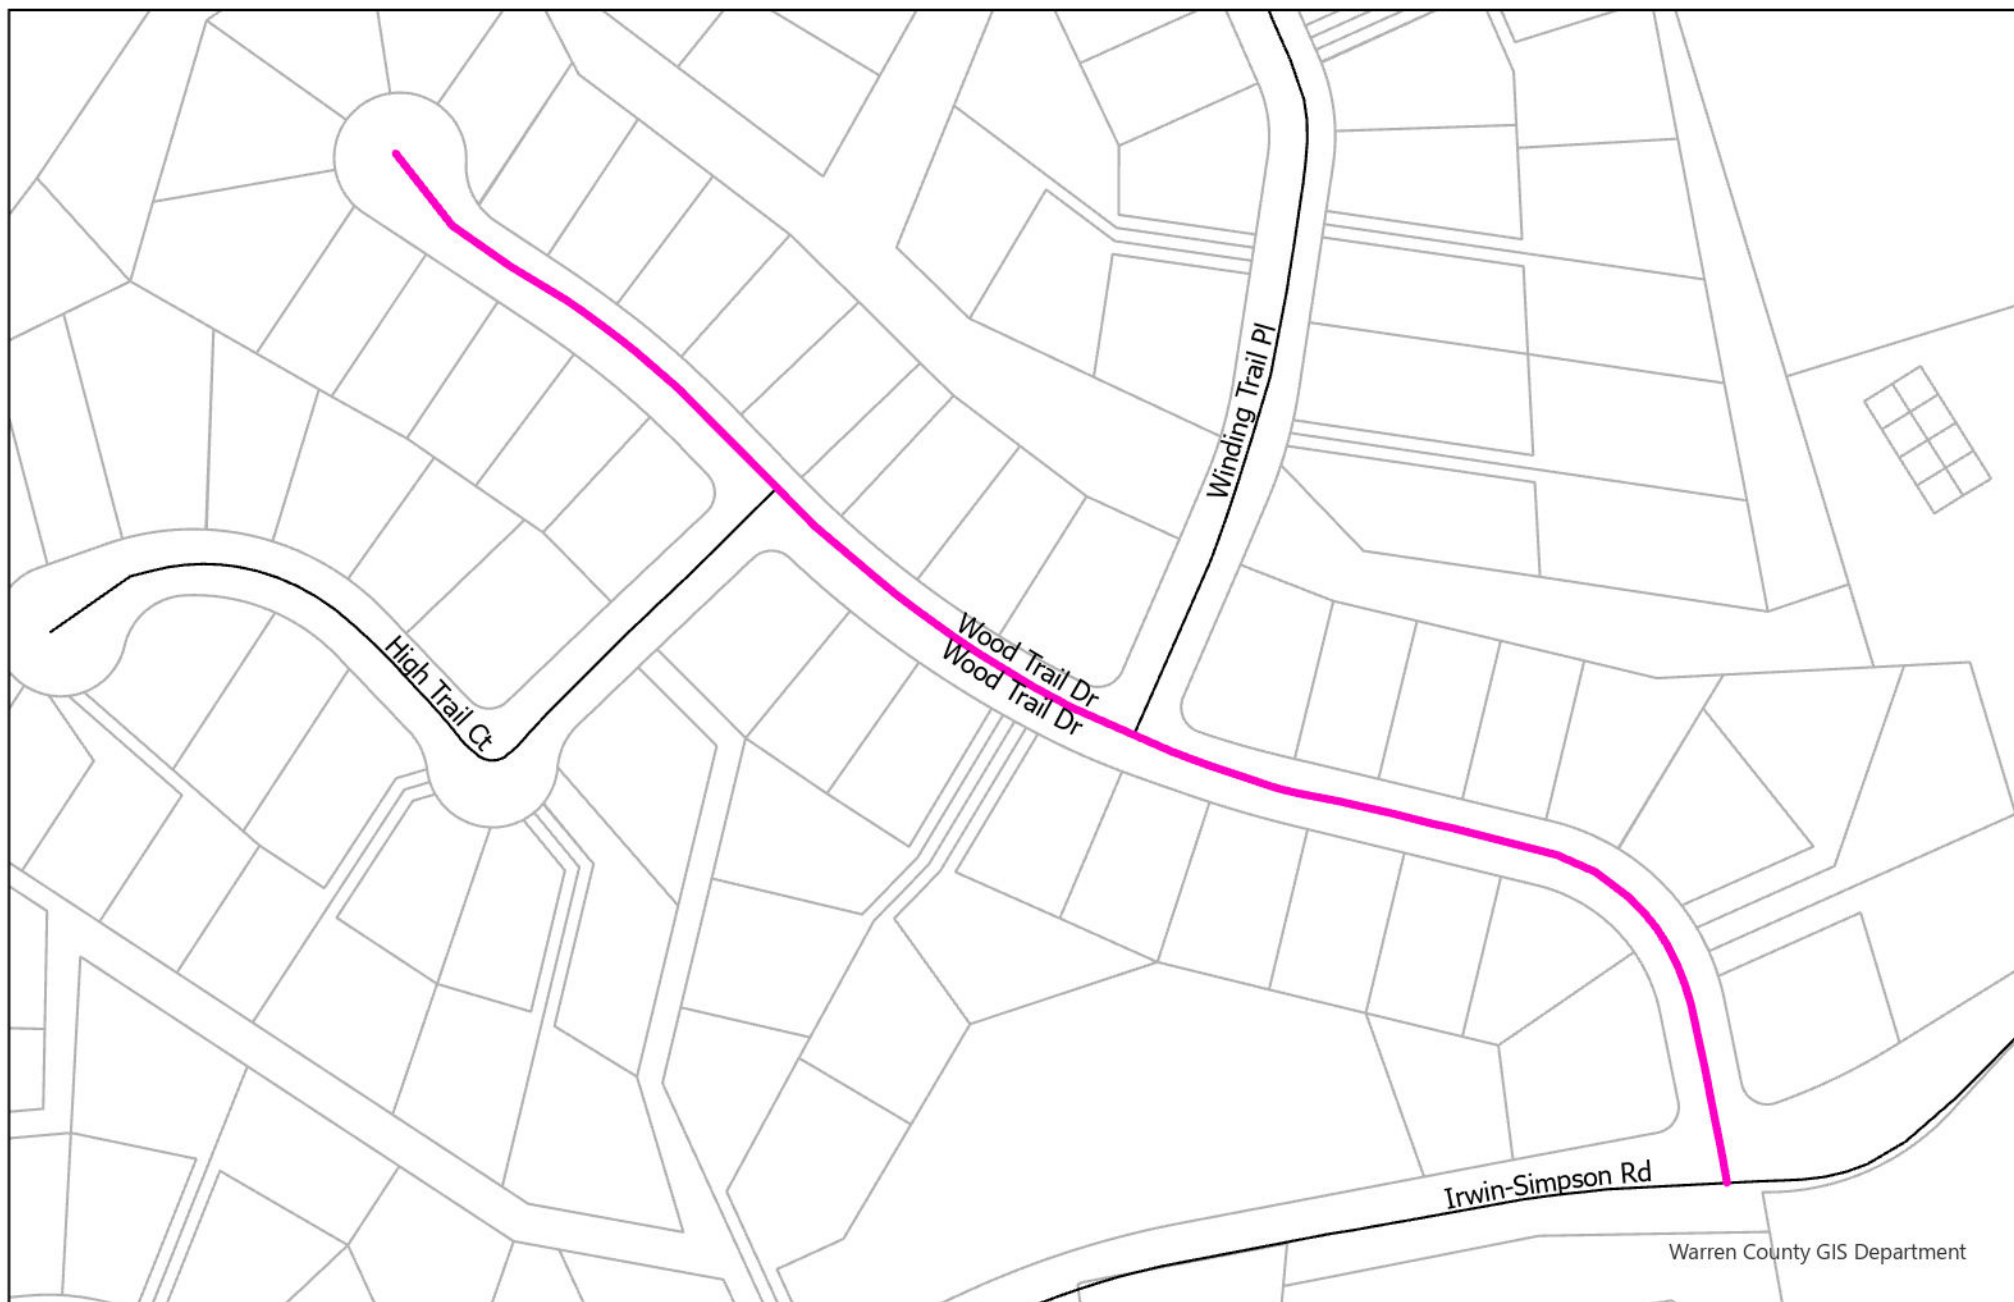 Winding Trail Pl
Wood Trail Dr
Wood Trail Dr
High Trail Ct
Irwin-Simpson Rd
Warren County GIS Department